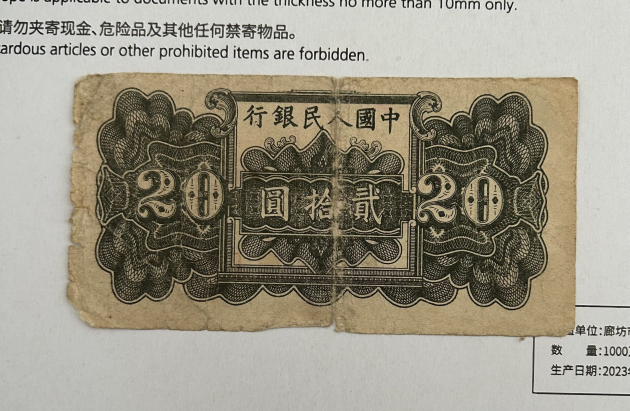 ope is applicable to documents with the thickness no more than 10mm only.
请勿夹寄现金、危险品及其他任何禁寄物品。
ardous articles or other prohibited items are forbidden.
中國人民銀行
20 貳拾圓 20
单位:廊坊
数 量:1000
生产日期:2023